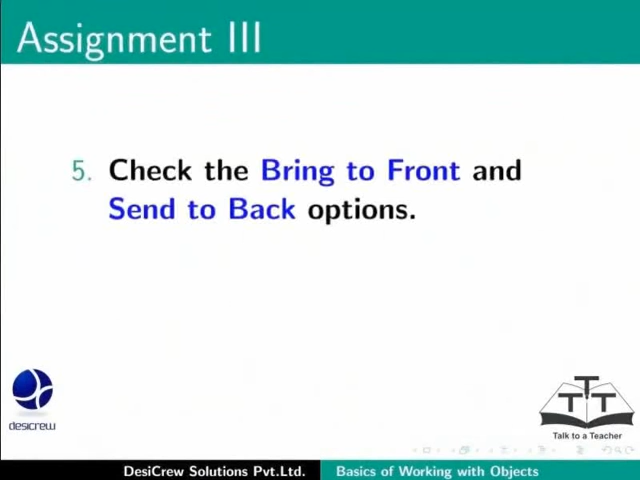 Assignment III
5. Check the Bring to Front and
Send to Back options.
desicrew
TTT
Talk to a Teacher
DesiCrew Solutions Pvt.Ltd. Basics of Working with Objects